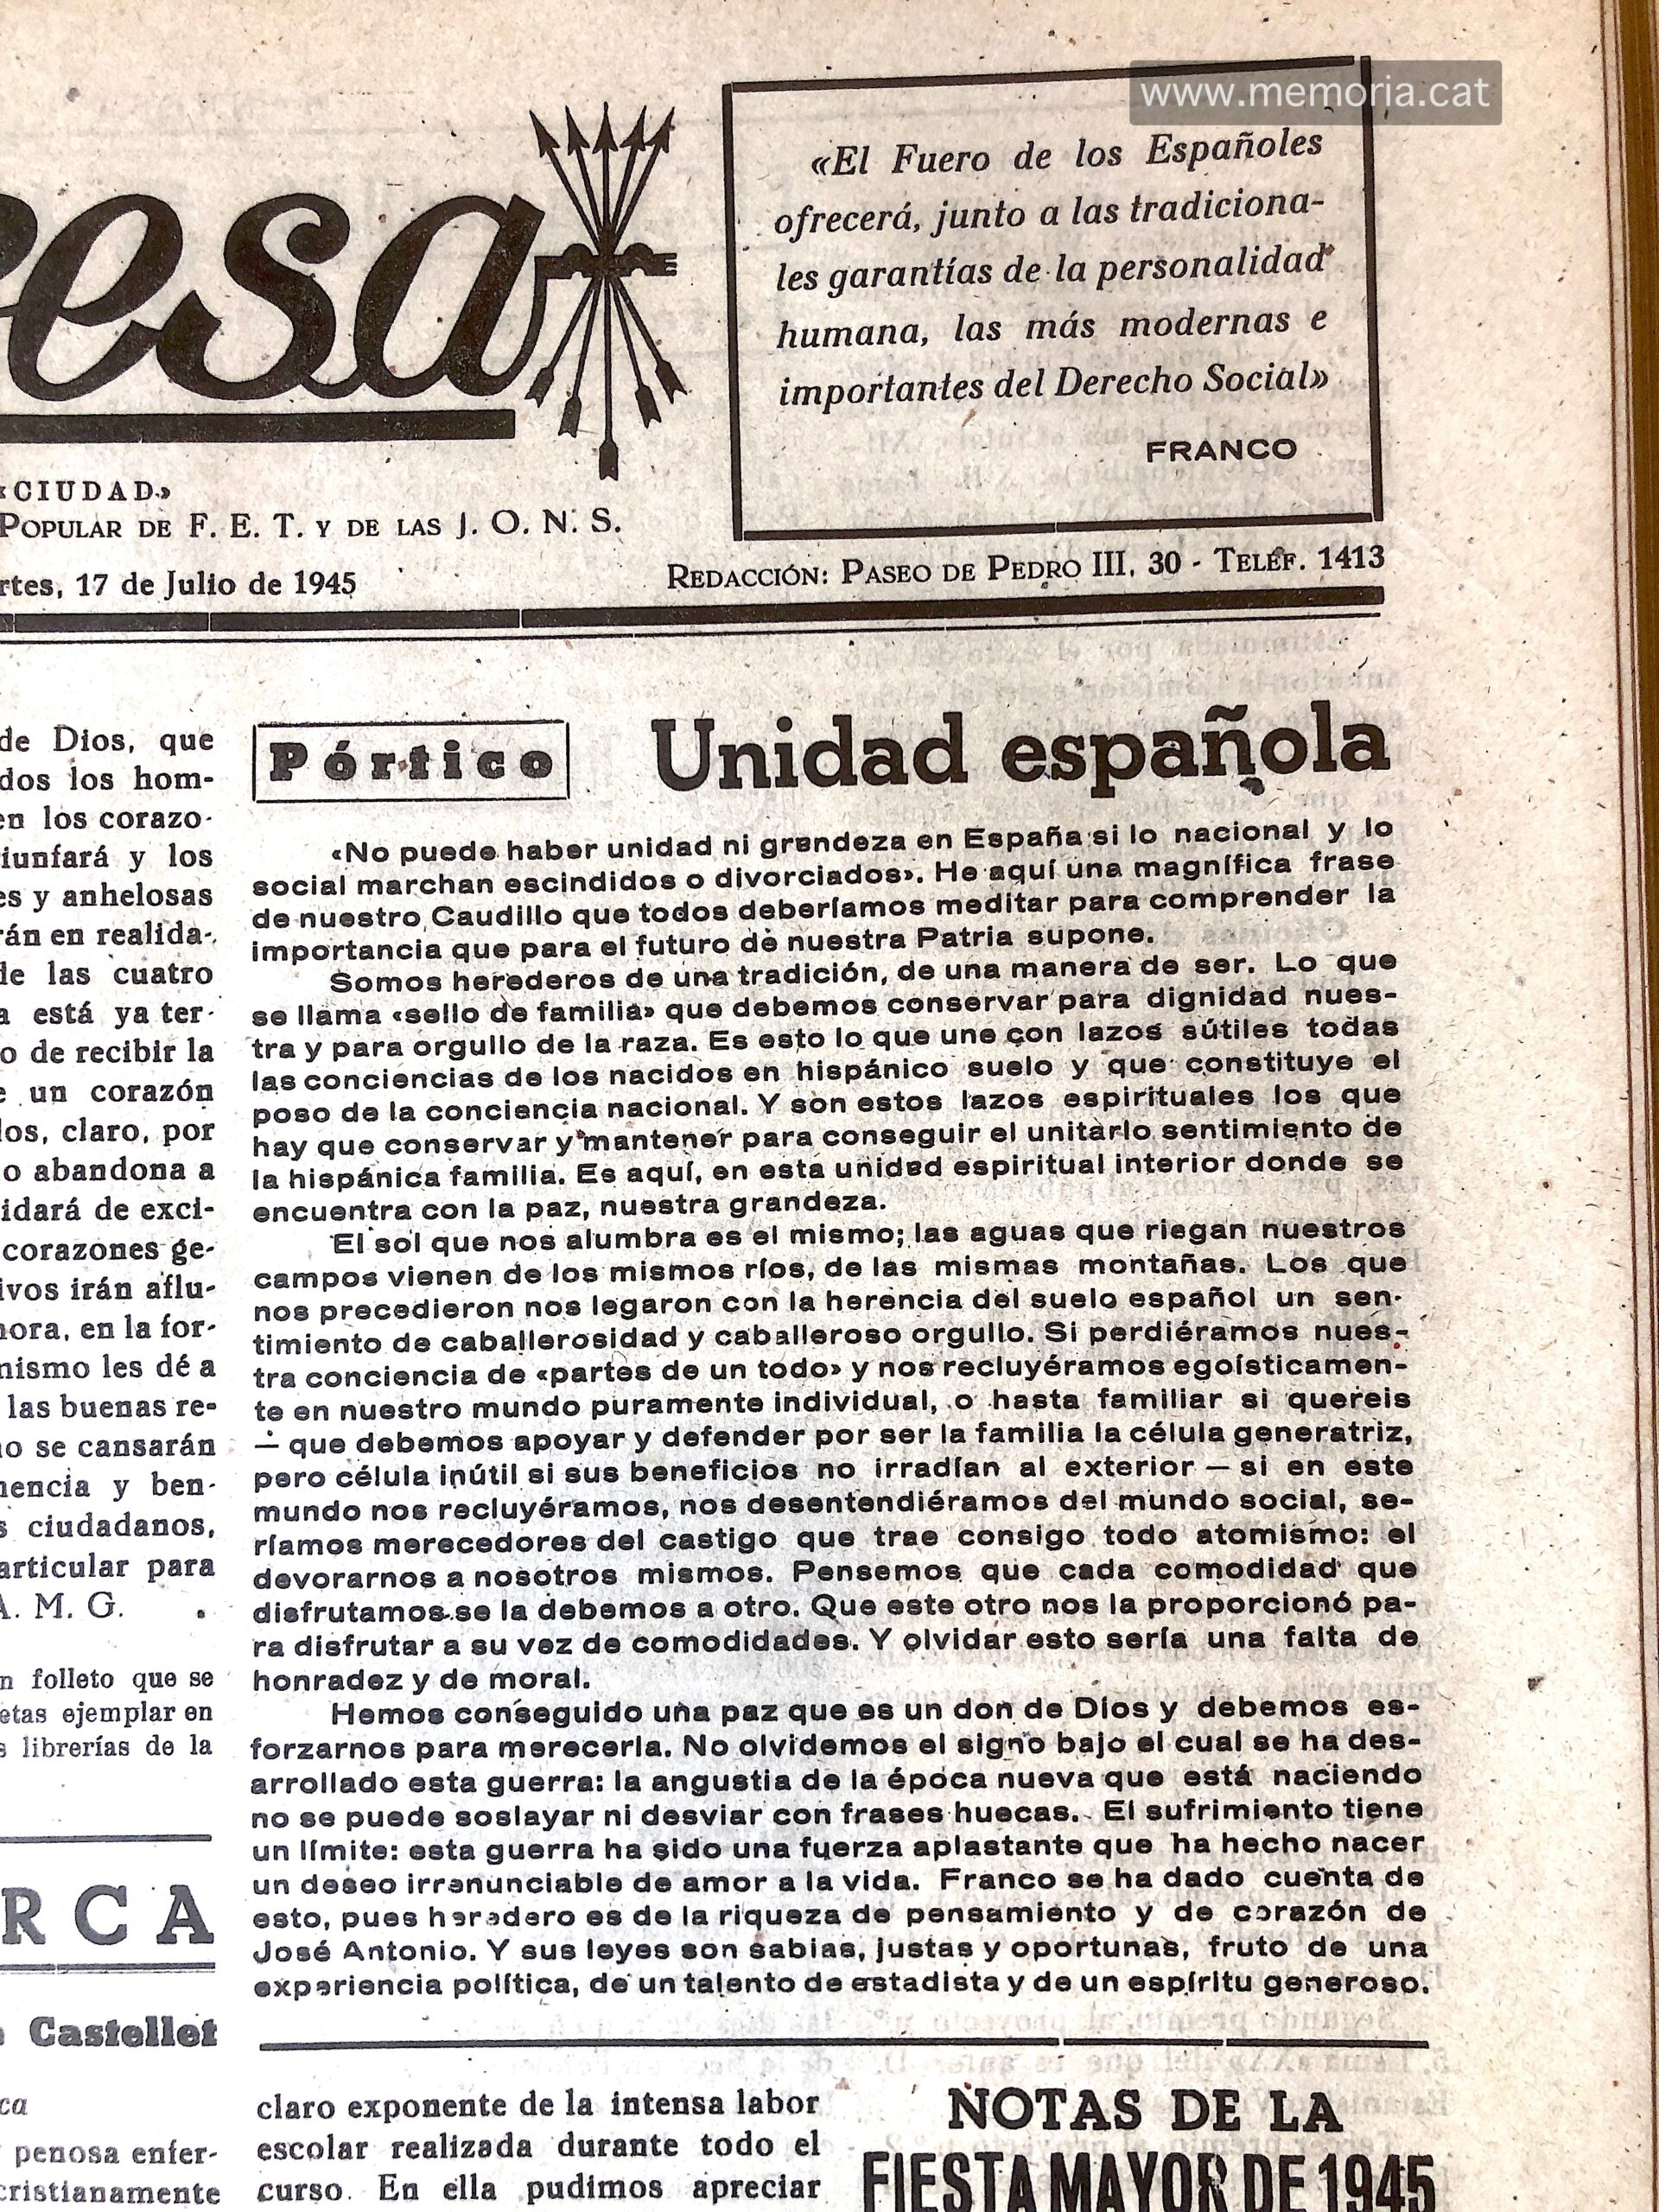 www.memoria.cat
«El Fuero de los Españoles
ofrecerá, junto a las tradiciona-
les garantías de la personalidad
humana, las más modernas e
importantes del Derecho Social»
FRANCO
esa
«CIUDAD»
POPULAR DE F. E. T. Y DE LAS J. O. N. S.
rtes, 17 de Julio de 1945
REDACCIÓN: PASEO DE PEDRO III, 30 - TELÉF. 1413
de Dios, que
dos los hom-
en los corazo-
iunfará y los
es y anhelosas
rán en realida-
de las cuatro
a está ya ter-
o de recibir la
e un corazón
los, claro, por
o abandona a
idará de exci-
corazones ge-
ivos irán aflu-
hora, en la for-
mismo les dé a
las buenas re-
no se cansarán
nencia y ben-
s ciudadanos,
articular para
A. M. G.
n folleto que se
etas ejemplar en
s librerías de la
RCA
Castellet
ca
penosa enfer-
cristianamente
Pórtico
Unidad española
«No puede haber unidad ni grandeza en España si lo nacional y lo
social marchan escindidos o divorciados». He aquí una magnífica frase
de nuestro Caudillo que todos deberíamos meditar para comprender la
importancia que para el futuro de nuestra Patria supone.
Somos herederos de una tradición, de una manera de ser. Lo que
se llama «sello de familia» que debemos conservar para dignidad nues-
tra y para orgullo de la raza. Es esto lo que une con lazos sútiles todas
las conciencias de los nacidos en hispánico suelo y que constituye el
poso de la conciencia nacional. Y son estos lazos espirituales los que
hay que conservar y mantener para conseguir el unitario sentimiento de
la hispánica familia. Es aquí, en esta unidad espiritual interior donde se
encuentra con la paz, nuestra grandeza.
El sol que nos alumbra es el mismo; las aguas que riegan nuestros
campos vienen de los mismos ríos, de las mismas montañas. Los que
nos precedieron nos legaron con la herencia del suelo español un sen-
timiento de caballerosidad y caballeroso orgullo. Si perdiéramos nues-
tra conciencia de «partes de un todo» y nos recluyéramos egoísticamen-
te en nuestro mundo puramente individual, o hasta familiar si quereis
— que debemos apoyar y defender por ser la familia la célula generatriz,
pero célula inútil si sus beneficios no irradían al exterior — si en este
mundo nos recluyéramos, nos desentendiéramos del mundo social, se-
ríamos merecedores del castigo que trae consigo todo atomismo: el
devorarnos a nosotros mismos. Pensemos que cada comodidad que
disfrutamos se la debemos a otro. Que este otro nos la proporcionó pa-
ra disfrutar a su vez de comodidades. Y olvidar esto sería una falta de
honradez y de moral.
Hemos conseguido una paz que es un don de Dios y debemos es-
forzarnos para merecerla. No olvidemos el signo bajo el cual se ha des-
arrollado esta guerra: la angustia de la época nueva que está naciendo
no se puede soslayar ni desviar con frases huecas. El sufrimiento tiene
un límite: esta guerra ha sido una fuerza aplastante que ha hecho nacer
un deseo irrenunciable de amor a la vida. Franco se ha dado cuenta de
esto, pues heredero es de la riqueza de pensamiento y de corazón de
José Antonio. Y sus leyes son sabias, justas y oportunas, fruto de una
experiencia política, de un talento de estadista y de un espíritu generoso.
claro exponente de la intensa labor
escolar realizada durante todo el
curso. En ella pudimos apreciar
NOTAS DE LA
FIESTA MAYOR DE 1945